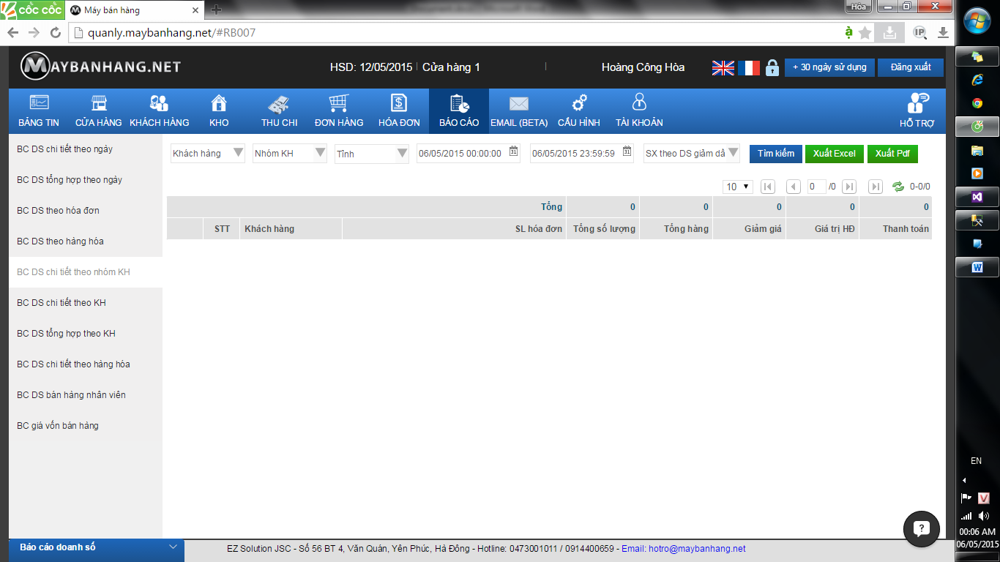 cốc cốc Máy bán hàng Hòa
quanly.maybanhang.net/#RB007
MAYBANHANG.NET HSD: 12/05/2015 | Cửa hàng 1 | Hoàng Công Hòa + 30 ngày sử dụng Đăng xuất
BẢNG TIN CỬA HÀNG KHÁCH HÀNG KHO THU CHI ĐƠN HÀNG HÓA ĐƠN BÁO CÁO EMAIL (BETA) CẤU HÌNH TÀI KHOẢN HỖ TRỢ
BC DS chi tiết theo ngày
BC DS tổng hợp theo ngày
BC DS theo hóa đơn
BC DS theo hàng hóa
BC DS chi tiết theo nhóm KH
BC DS chi tiết theo KH
BC DS tổng hợp theo KH
BC DS chi tiết theo hàng hóa
BC DS bán hàng nhân viên
BC giá vốn bán hàng
Khách hàng Nhóm KH Tỉnh 06/05/2015 00:00:00 06/05/2015 23:59:59 SX theo DS giảm dầ Tìm kiếm Xuất Excel Xuất Pdf
10 0 /0 0-0/0
Tổng 0 0 0 0 0
STT Khách hàng SL hóa đơn Tổng số lượng Tổng hàng Giảm giá Giá trị HĐ Thanh toán
Báo cáo doanh số
EZ Solution JSC - Số 56 BT 4, Văn Quán, Yên Phúc, Hà Đông - Hotline: 0473001011 / 0914400659 - Email: hotro@maybanhang.net
EN
00:06 AM
06/05/2015